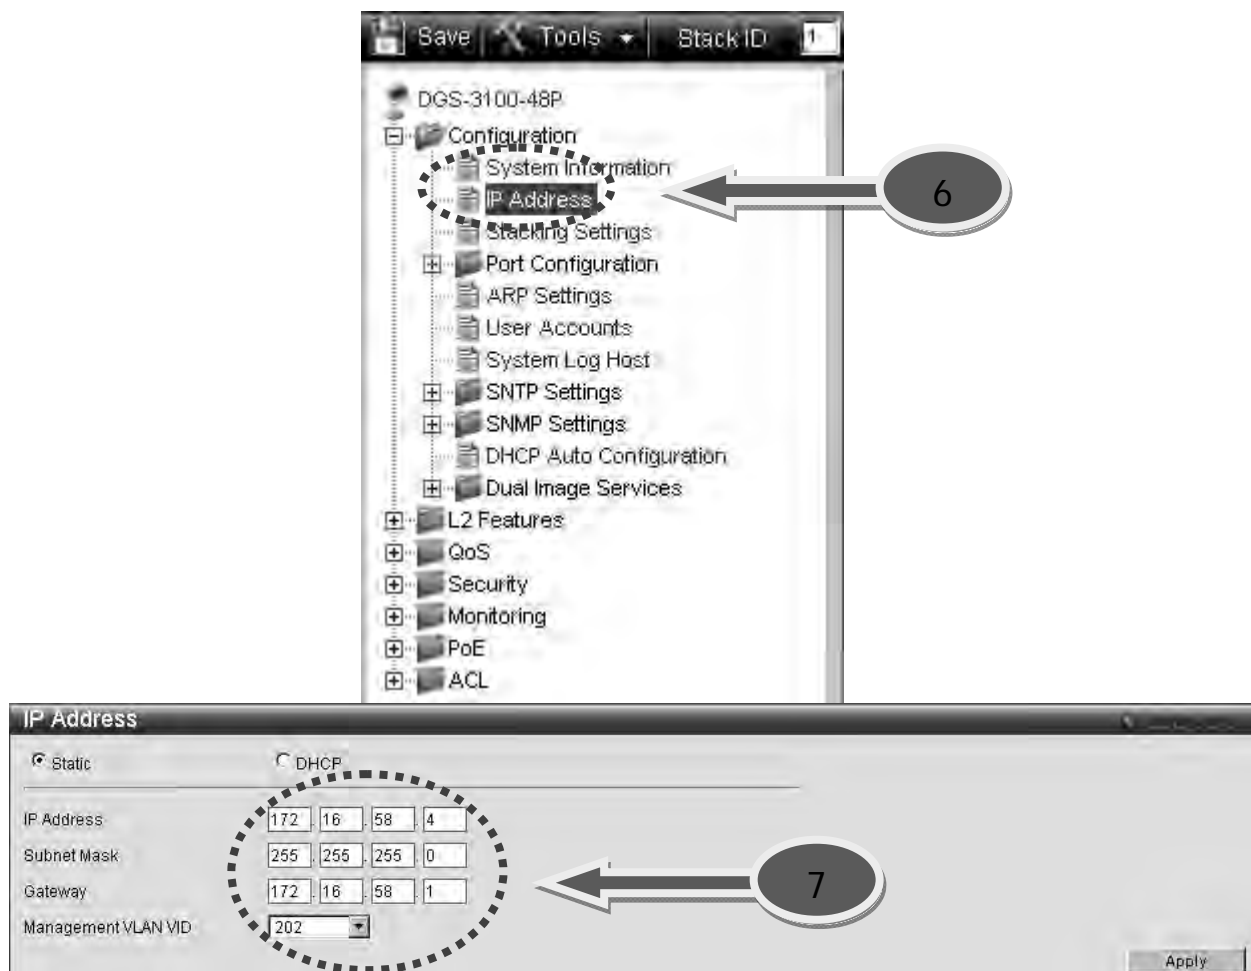 Save Tools Stack ID 1
DGS-3100-48P
Configuration
System Information
IP Address
6
Stacking Settings
Port Configuration
ARP Settings
User Accounts
System Log Host
SNTP Settings
SNMP Settings
DHCP Auto Configuration
Dual Image Services
L2 Features
QoS
Security
Monitoring
PoE
ACL
IP Address
Static DHCP
IP Address 172 . 16 . 58 . 4
Subnet Mask 255 . 255 . 255 . 0
Gateway 172 . 16 . 58 . 1
7
Management VLAN VID 202
Apply